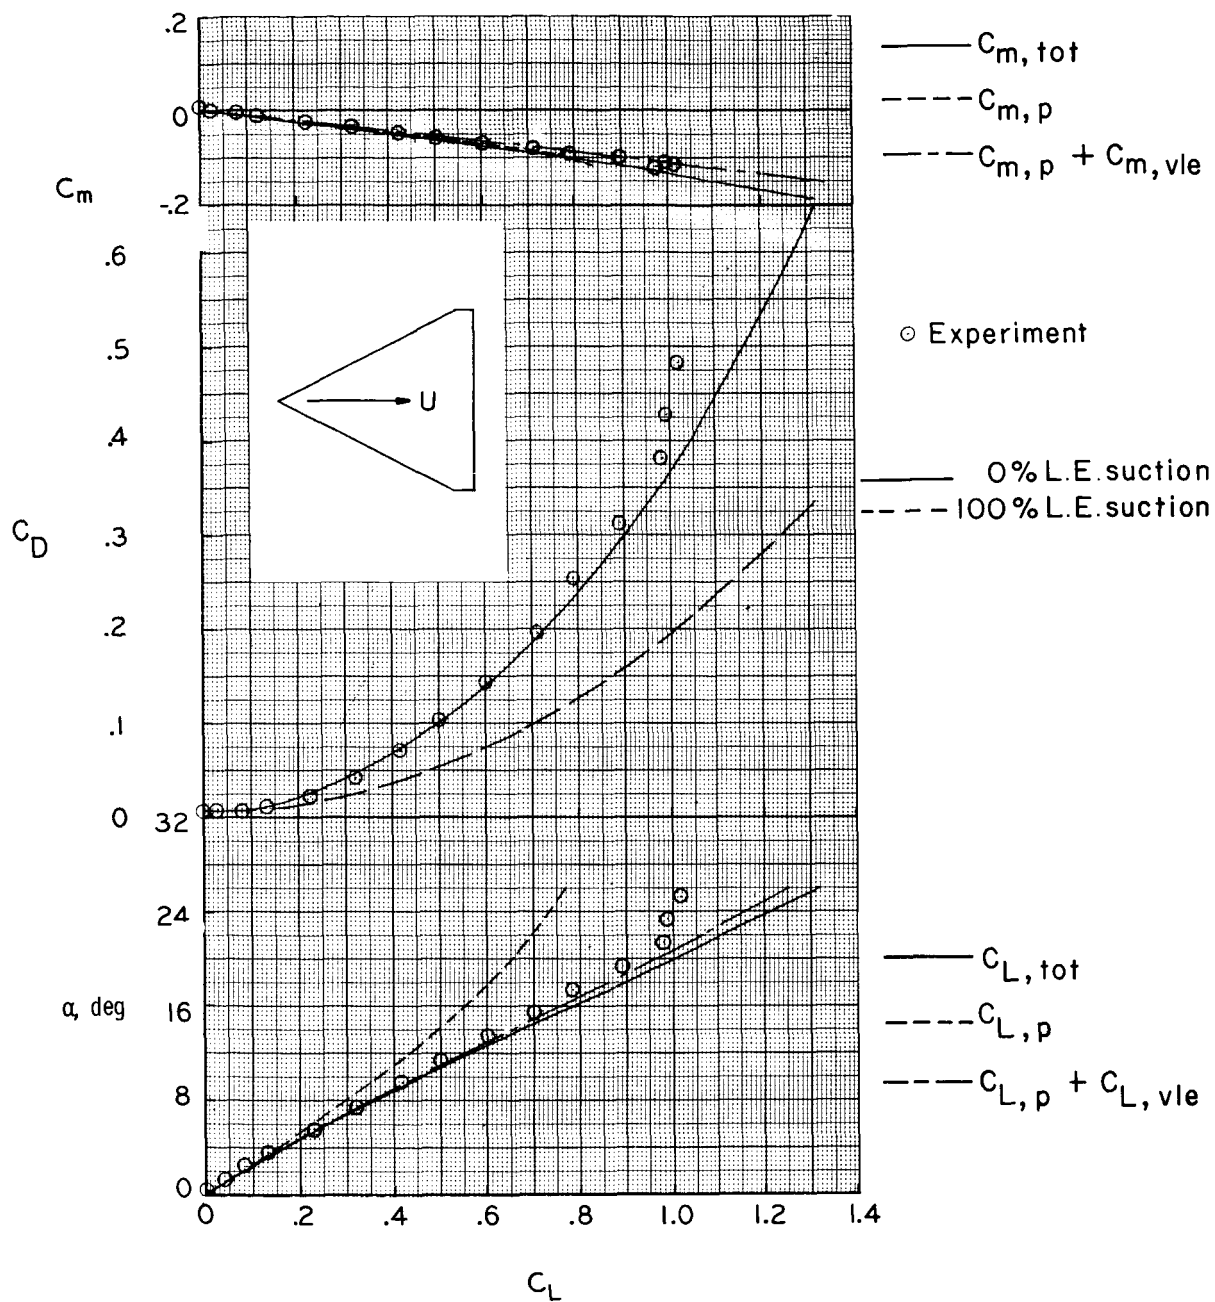 .2
0
-.2
C_m
C_m,tot
C_m,p
C_m,p + C_m,vle
.6
.5
.4
.3
.2
.1
0
C_D
U
Experiment
0% L.E. suction
100% L.E. suction
32
24
16
8
0
α, deg
C_L,tot
C_L,p
C_L,p + C_L,vle
0 .2 .4 .6 .8 1.0 1.2 1.4
C_L